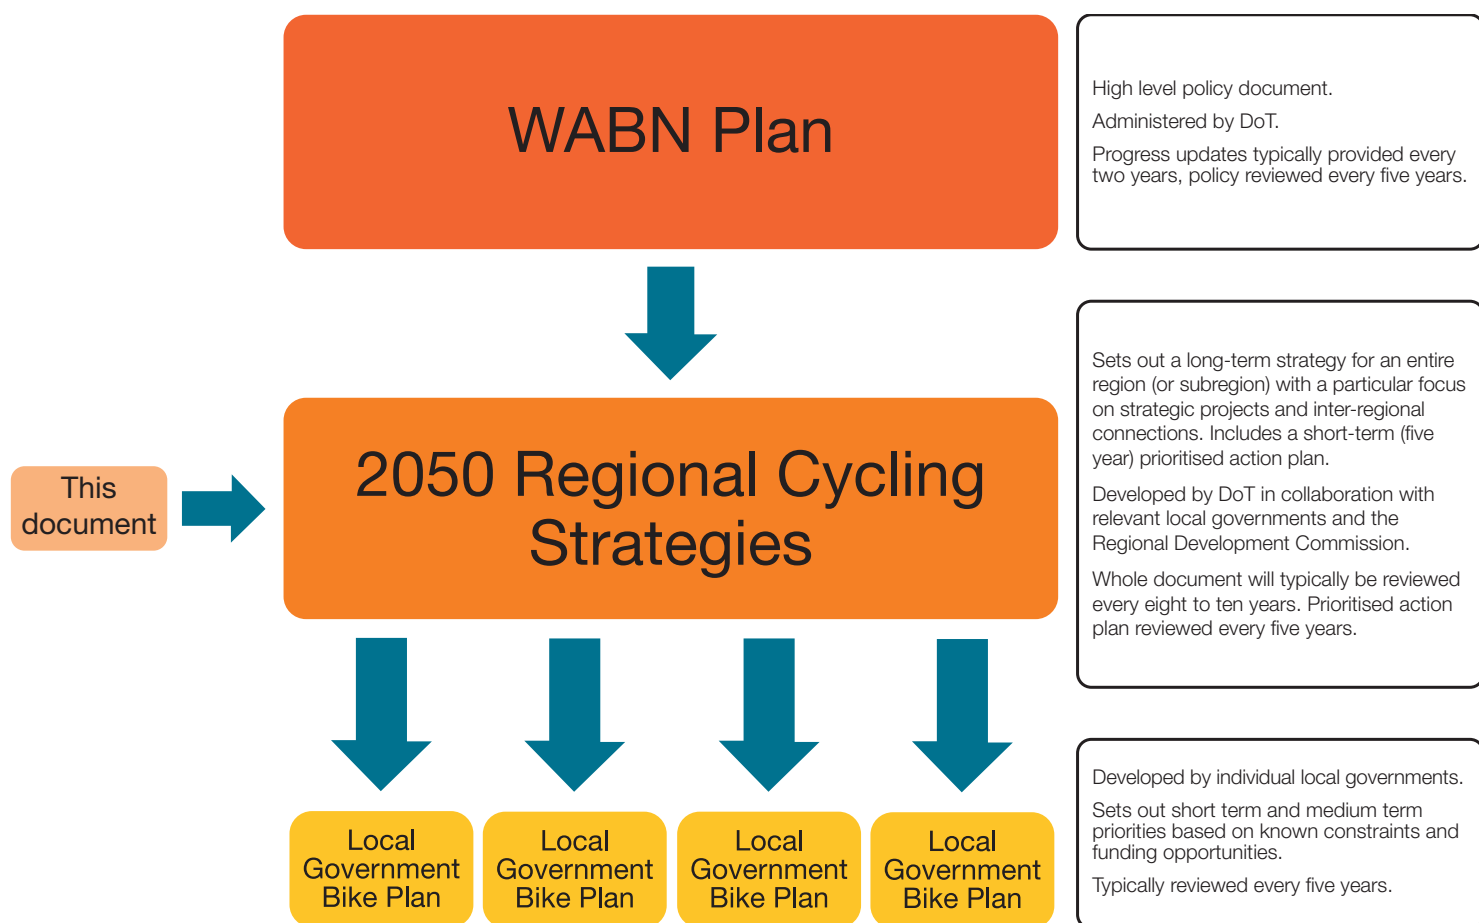 WABN Plan
High level policy document.
Administered by DoT.
Progress updates typically provided every
two years, policy reviewed every five years.
This
document
2050 Regional Cycling
Strategies
Sets out a long-term strategy for an entire
region (or subregion) with a particular focus
on strategic projects and inter-regional
connections. Includes a short-term (five
year) prioritised action plan.
Developed by DoT in collaboration with
relevant local governments and the
Regional Development Commission.
Whole document will typically be reviewed
every eight to ten years. Prioritised action
plan reviewed every five years.
Local
Government
Bike Plan
Local
Government
Bike Plan
Local
Government
Bike Plan
Local
Government
Bike Plan
Developed by individual local governments.
Sets out short term and medium term
priorities based on known constraints and
funding opportunities.
Typically reviewed every five years.